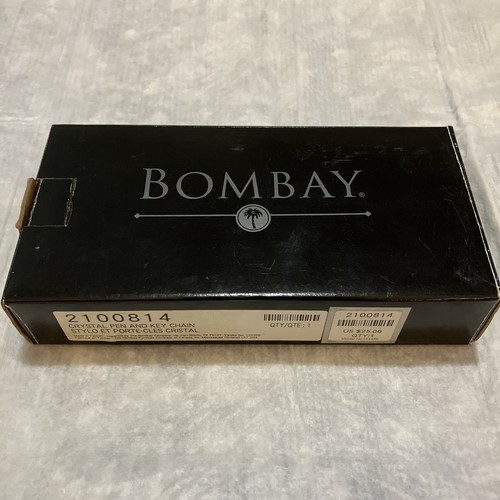 BOMBAY®
2100814
CRYSTAL PEN AND KEY CHAIN
STYLO ET PORTE-CLES CRISTAL
QTY/QTE: 1
2100814
US $25.00
QTY:1